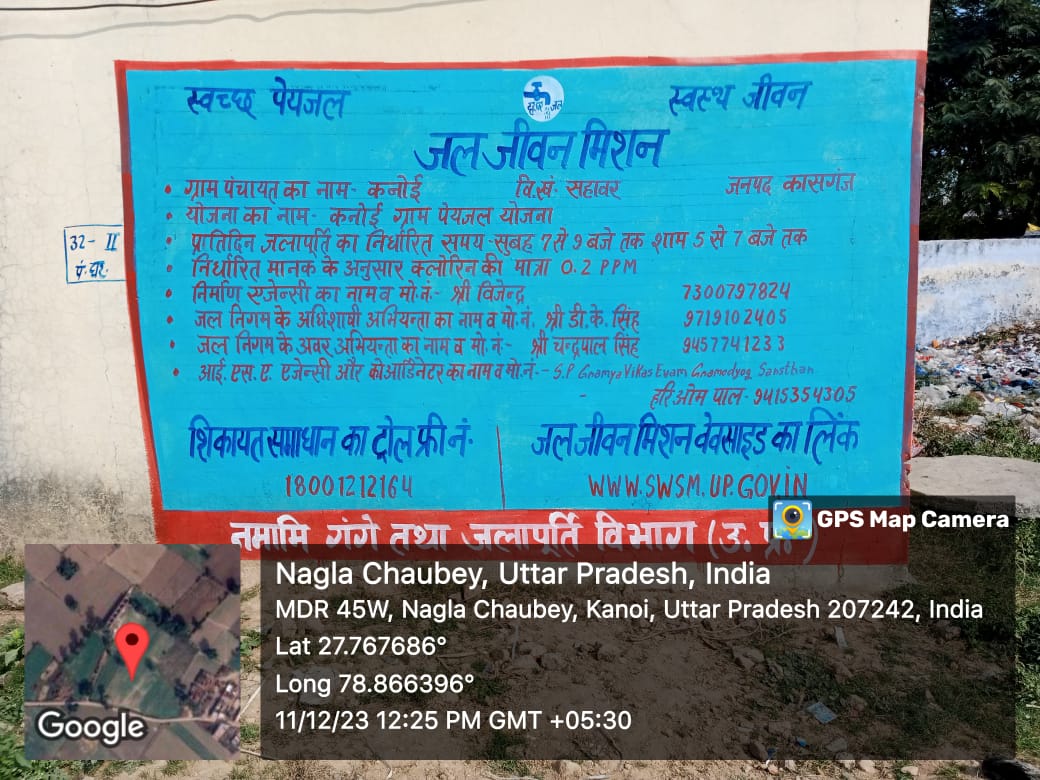 स्वच्छ पेयजल
स्वस्थ जीवन
जल जीवन मिशन
• ग्राम पंचायत का नाम- कनोई वि.खं. सहावर जनपद कासगंज
• योजना का नाम- कनोई ग्राम पेयजल योजना
• प्रातिदिन जलापूर्ति का निर्धारित समय-सुबह 7 से 9 बजे तक शाम 5 से 7 बजे तक
• निर्धारित मानक के अनुसार क्लोरिन की मात्रा 0.2 PPM
• निर्माण एजेन्सी का नाम व मो.नं:- श्री विजेन्द्र 7300797824
• जल निगम के अधिशाषी अभियन्ता का नाम व मो.नं. श्री डी.के. सिंह 9719102405
• जल निगम के अवर अभियन्ता का नाम व मो.नं- श्री चन्द्रपाल सिंह 9457741233
• आई.एस.ए. एजेन्सी और कोआर्डिनेटर का नाम व मो.नं.- S.P Gramya Vikas Evam Gramodyog Sansthan
- हरिओम पाल- 9415354305
शिकायत समाधान का ट्रोल फ्री नं.
18001212164
जल जीवन मिशन वेवसाइड का लिंक
WWW.SWSM.UP.GOV.IN
नमामि गंगे तथा जलापूर्ति विभाग (उ. प्र.)
32- II
पं. घर
GPS Map Camera
Nagla Chaubey, Uttar Pradesh, India
MDR 45W, Nagla Chaubey, Kanoi, Uttar Pradesh 207242, India
Lat 27.767686°
Long 78.866396°
11/12/23 12:25 PM GMT +05:30
Google